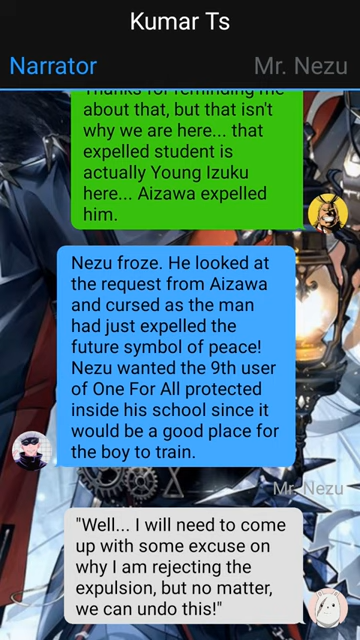 Kumar Ts
Narrator
Mr. Nezu
Thanks for reminding me
about that, but that isn't
why we are here... that
expelled student is
actually Young Izuku
here... Aizawa expelled
him.
Nezu froze. He looked at
the request from Aizawa
and cursed as the man
had just expelled the
future symbol of peace!
Nezu wanted the 9th user
of One For All protected
inside his school since it
would be a good place for
the boy to train.
Mr. Nezu
"Well... I will need to come
up with some excuse on
why I am rejecting the
expulsion, but no matter,
we can undo this!"